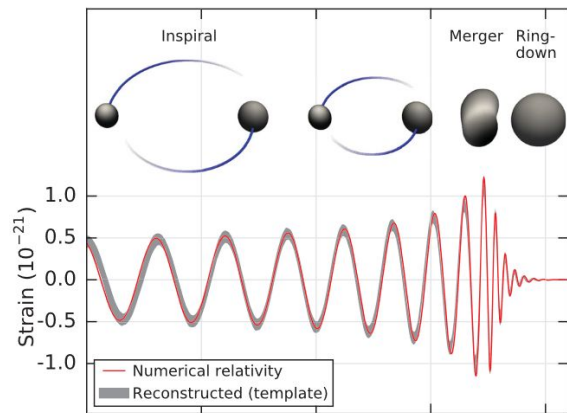 Inspiral
Merger
Ring-
down
Strain (10⁻²¹)
1.0
0.5
0.0
-0.5
-1.0
Numerical relativity
Reconstructed (template)